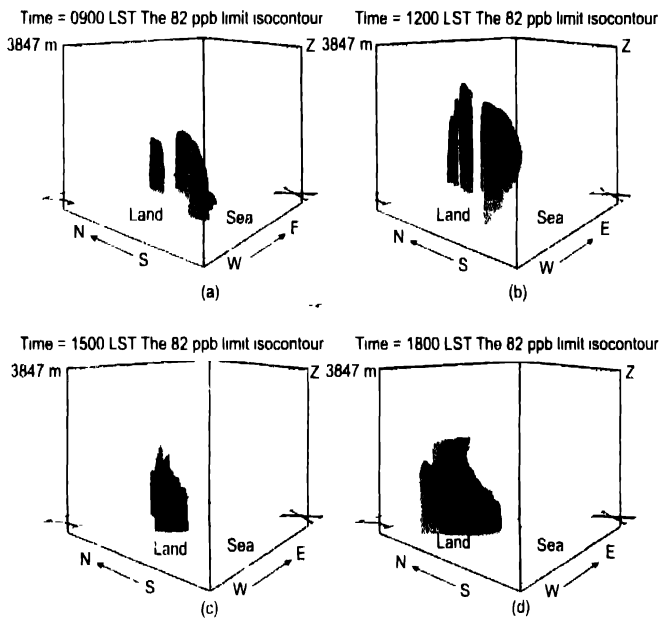 Time = 0900 LST The 82 ppb limit isocontour
3847 m
Z
Land
Sea
N
S
W
F
(a)
Time = 1200 LST The 82 ppb limit isocontour
3847 m
Z
Land
Sea
N
S
W
E
(b)
Time = 1500 LST The 82 ppb limit isocontour
3847 m
Z
Land
Sea
N
S
W
E
(c)
Time = 1800 LST The 82 ppb limit isocontour
3847 m
Z
Land
Sea
N
S
W
E
(d)